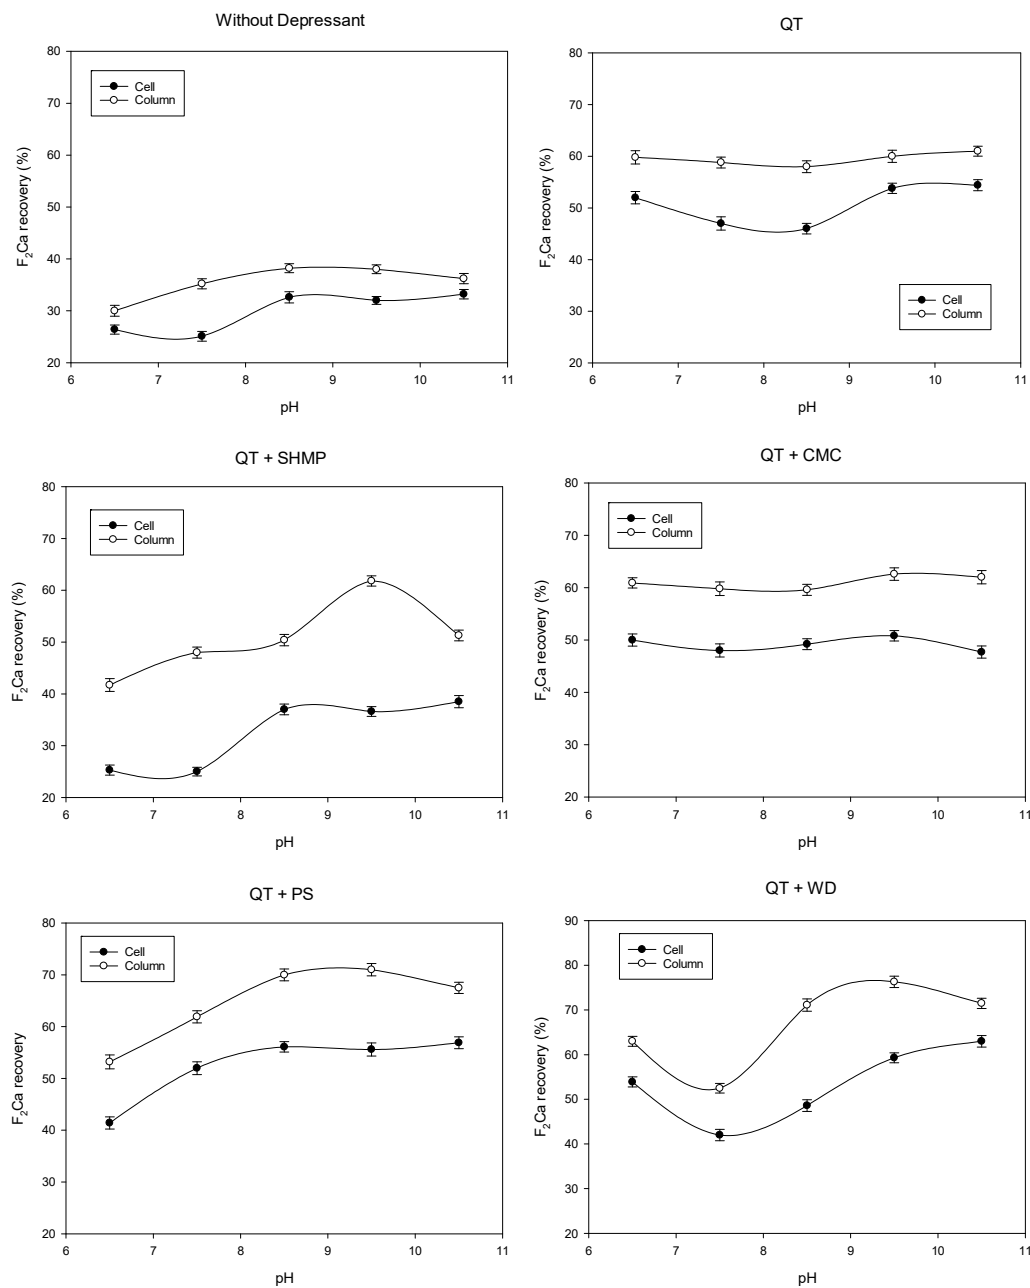 Without Depressant
80
70
60
50
40
30
20
F₂Ca recovery (%)
Cell
Column
6 7 8 9 10 11
pH
QT
80
70
60
50
40
30
20
F₂Ca recovery (%)
Cell
Column
6 7 8 9 10 11
pH
QT + SHMP
80
70
60
50
40
30
20
F₂Ca recovery (%)
Cell
Column
6 7 8 9 10 11
pH
QT + CMC
80
70
60
50
40
30
20
F₂Ca recovery (%)
Cell
Column
6 7 8 9 10 11
pH
QT + PS
80
70
60
50
40
30
20
F₂Ca recovery
Cell
Column
6 7 8 9 10 11
pH
QT + WD
90
80
70
60
50
40
30
20
F₂Ca recovery (%)
Cell
Column
6 7 8 9 10 11
pH